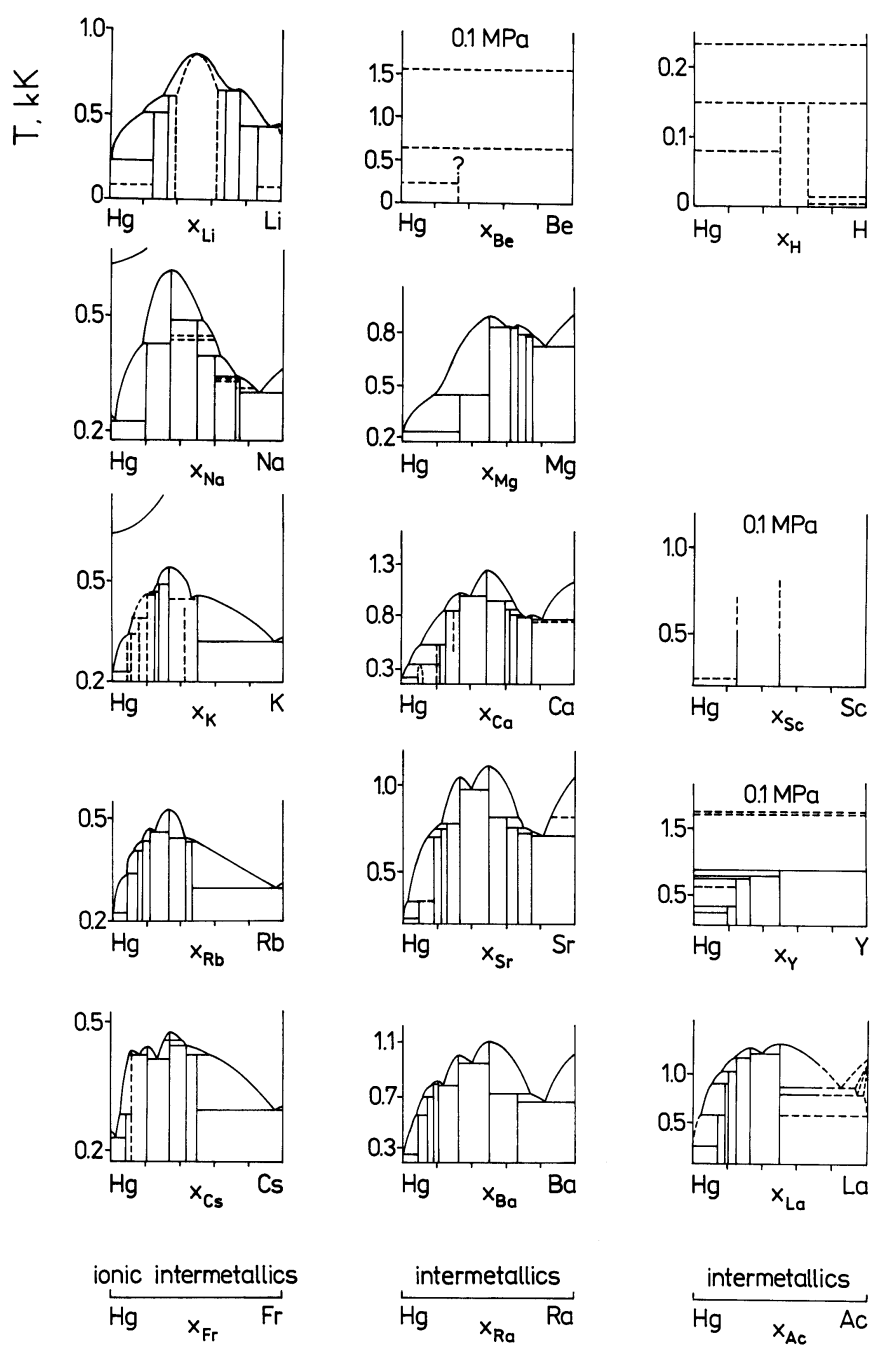 T, kK
1.0
0.5
0
Hg x_Li Li
0.1 MPa
1.5
1.0
0.5
0
?
Hg x_Be Be
0.2
0.1
0
Hg x_H H
0.5
0.2
Hg x_Na Na
0.8
0.5
0.2
Hg x_Mg Mg
0.5
0.2
Hg x_K K
1.3
0.8
0.3
Hg x_Ca Ca
0.1 MPa
1.0
0.5
Hg x_Sc Sc
0.5
0.2
Hg x_Rb Rb
1.0
0.5
Hg x_Sr Sr
0.1 MPa
1.5
0.5
Hg x_Y Y
0.5
0.2
Hg x_Cs Cs
1.1
0.7
0.3
Hg x_Ba Ba
1.0
0.5
Hg x_La La
ionic intermetallics
Hg x_Fr Fr
intermetallics
Hg x_Ra Ra
intermetallics
Hg x_Ac Ac